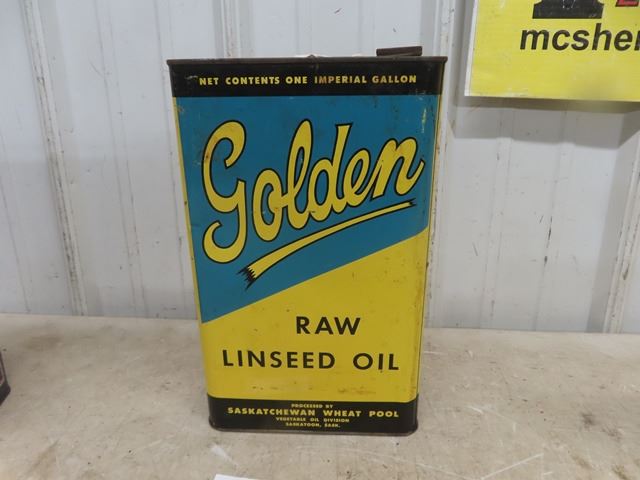 NET CONTENTS ONE IMPERIAL GALLON
Golden
RAW
LINSEED OIL
PROCESSED BY
SASKATCHEWAN WHEAT POOL
VEGETABLE OIL DIVISION
SASKATOON, SASK.
mcsher